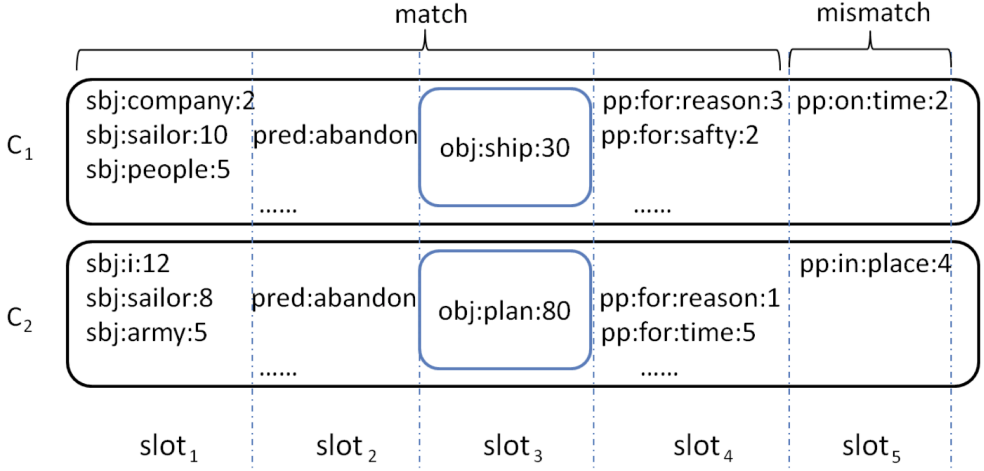 match mismatch
sbj:company:2 pp:for:reason:3 pp:on:time:2
C1 sbj:sailor:10 pred:abandon obj:ship:30 pp:for:safty:2
sbj:people:5
...... ......
sbj:i:12 pp:in:place:4
C2 sbj:sailor:8 pred:abandon obj:plan:80 pp:for:reason:1
sbj:army:5 pp:for:time:5
...... ......
slot1 slot2 slot3 slot4 slot5